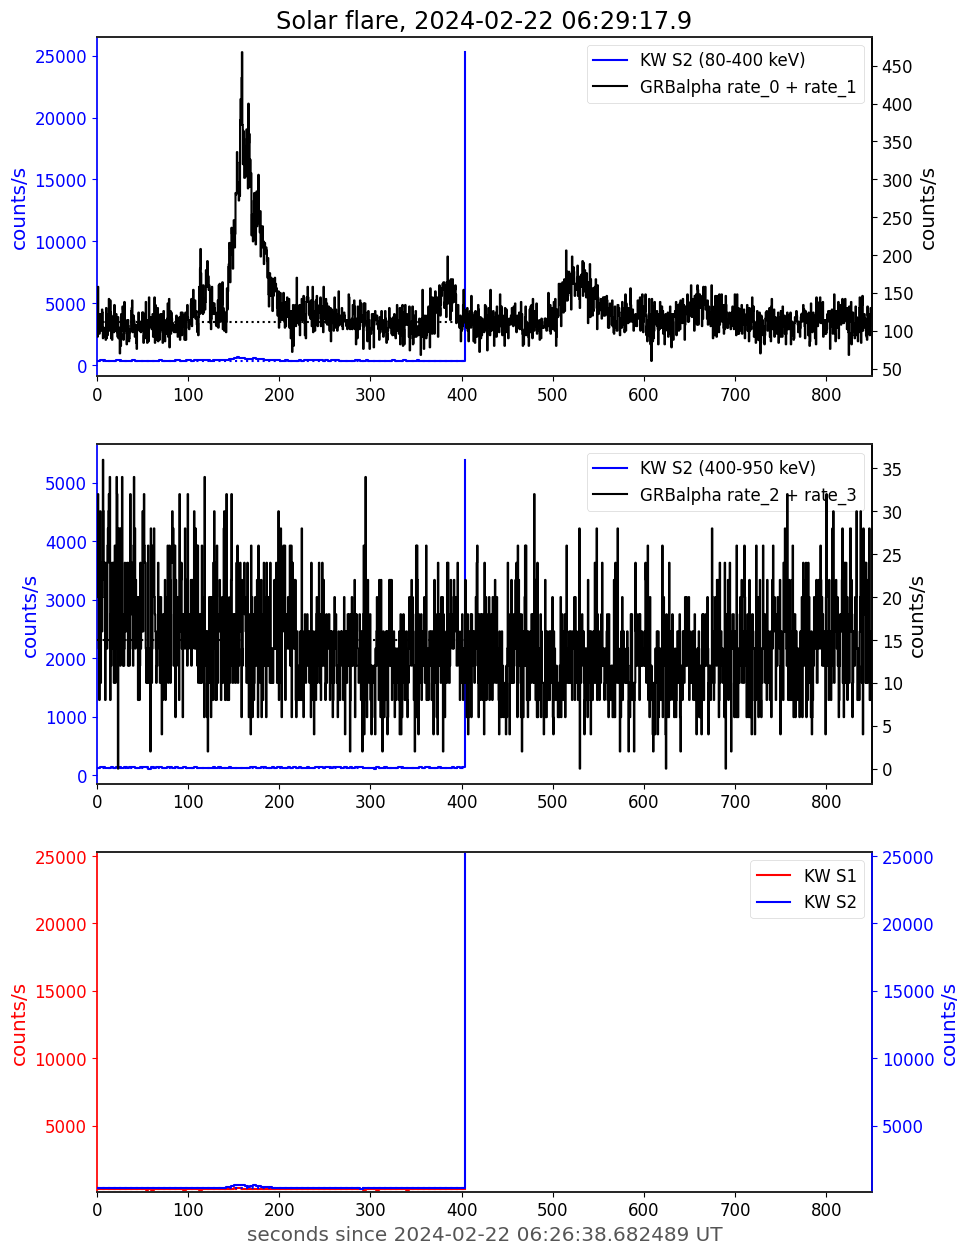 Solar flare, 2024-02-22 06:29:17.9
KW S2 (80-400 keV)
GRBalpha rate_0 + rate_1
25000
20000
15000
10000
5000
0
counts/s
450
400
350
300
250
200
150
100
50
counts/s
0 100 200 300 400 500 600 700 800
KW S2 (400-950 keV)
GRBalpha rate_2 + rate_3
5000
4000
3000
2000
1000
0
counts/s
35
30
25
20
15
10
5
0
counts/s
0 100 200 300 400 500 600 700 800
KW S1
KW S2
25000
20000
15000
10000
5000
counts/s
25000
20000
15000
10000
5000
counts/s
0 100 200 300 400 500 600 700 800
seconds since 2024-02-22 06:26:38.682489 UT